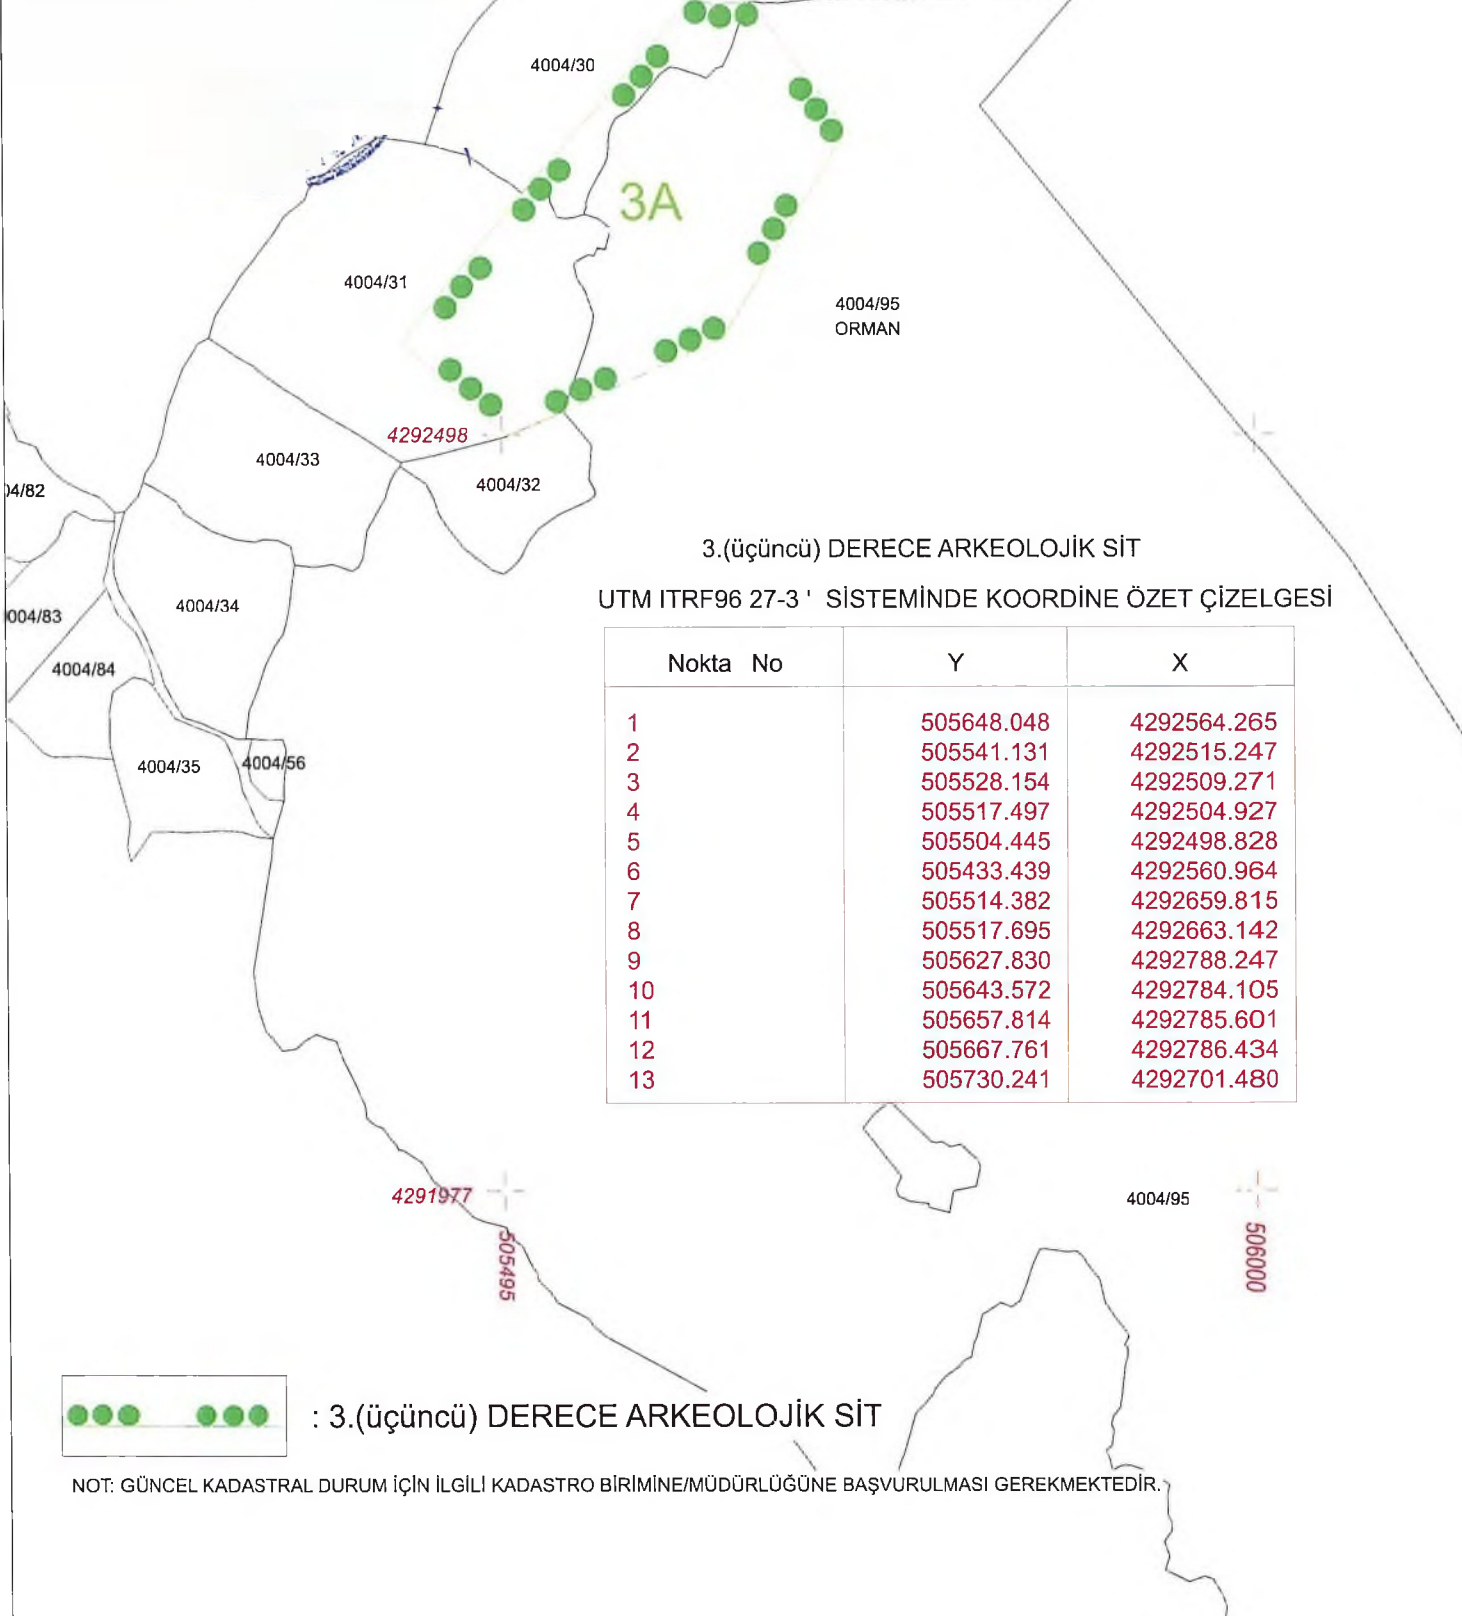 4004/30
3A
4004/31
4004/95
ORMAN
4292498
4004/33
4004/32
04/82
3.(üçüncü) DERECE ARKEOLOJİK SİT
UTM ITRF96 27-3 ' SİSTEMİNDE KOORDİNE ÖZET ÇİZELGESİ
004/83
4004/34
4004/84
4004/35
4004/56
Nokta No Y X
1 505648.048 4292564.265
2 505541.131 4292515.247
3 505528.154 4292509.271
4 505517.497 4292504.927
5 505504.445 4292498.828
6 505433.439 4292560.964
7 505514.382 4292659.815
8 505517.695 4292663.142
9 505627.830 4292788.247
10 505643.572 4292784.105
11 505657.814 4292785.601
12 505667.761 4292786.434
13 505730.241 4292701.480
4291977
4004/95
505495
506000
: 3.(üçüncü) DERECE ARKEOLOJİK SİT
NOT: GÜNCEL KADASTRAL DURUM İÇİN İLGİLİ KADASTRO BİRİMİNE/MÜDÜRLÜĞÜNE BAŞVURULMASI GEREKMEKTEDİR.